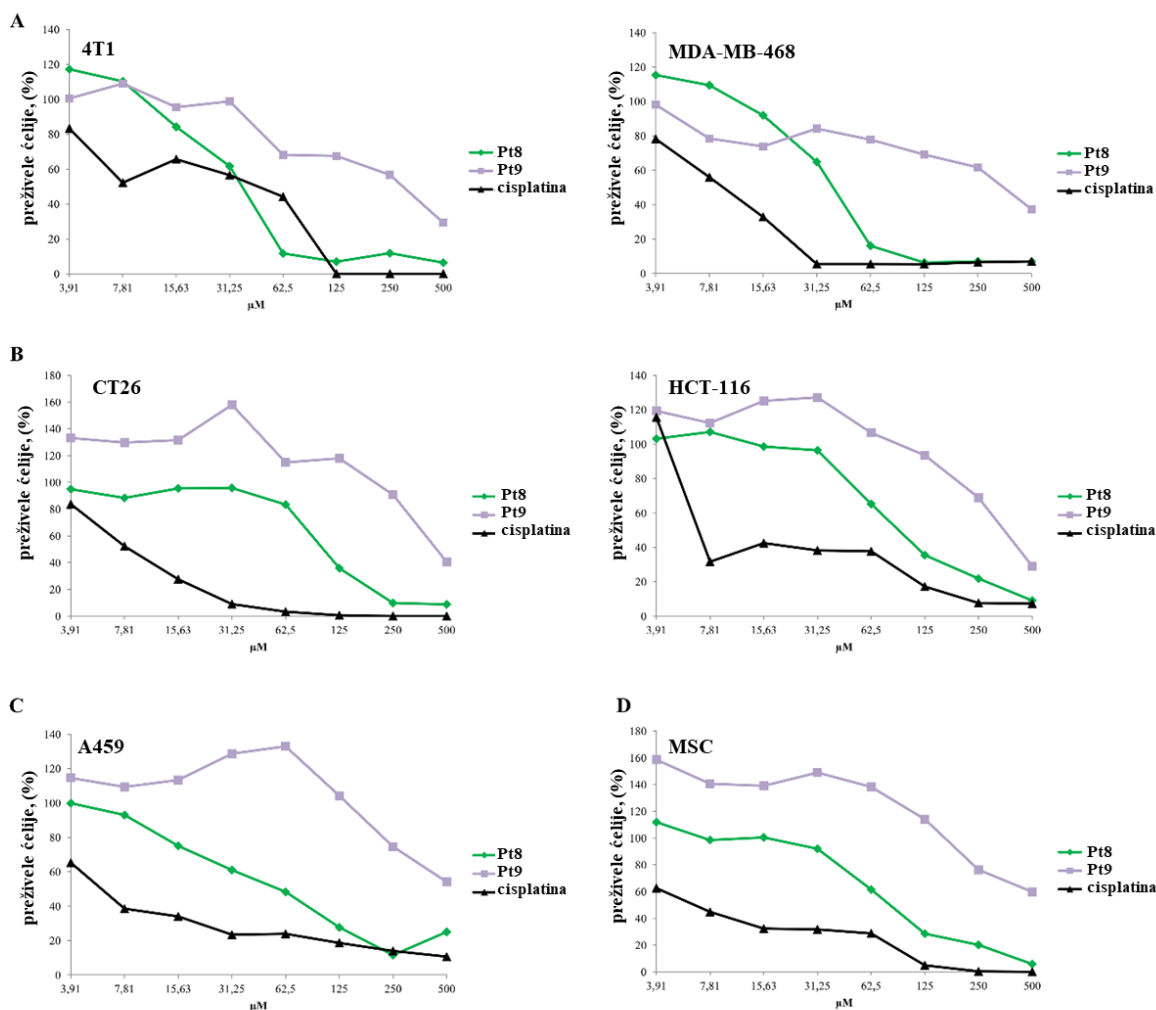 A
4T1
preživele ćelije, (%)
140
120
100
80
60
40
20
0
3,91 7,81 15,63 31,25 62,5 125 250 500
µM
Pt8
Pt9
cisplatina
MDA-MB-468
preživele ćelije, (%)
140
120
100
80
60
40
20
0
3,91 7,81 15,63 31,25 62,5 125 250 500
µM
Pt8
Pt9
cisplatina
B
CT26
preživele ćelije, (%)
180
160
140
120
100
80
60
40
20
0
3,91 7,81 15,63 31,25 62,5 125 250 500
µM
Pt8
Pt9
cisplatina
HCT-116
preživele ćelije, (%)
140
120
100
80
60
40
20
0
3,91 7,81 15,63 31,25 62,5 125 250 500
µM
Pt8
Pt9
cisplatina
C
A459
preživele ćelije, (%)
140
120
100
80
60
40
20
0
3,91 7,81 15,63 31,25 62,5 125 250 500
µM
Pt8
Pt9
cisplatina
D
MSC
preživele ćelije, (%)
180
160
140
120
100
80
60
40
20
0
3,91 7,81 15,63 31,25 62,5 125 250 500
µM
Pt8
Pt9
cisplatina